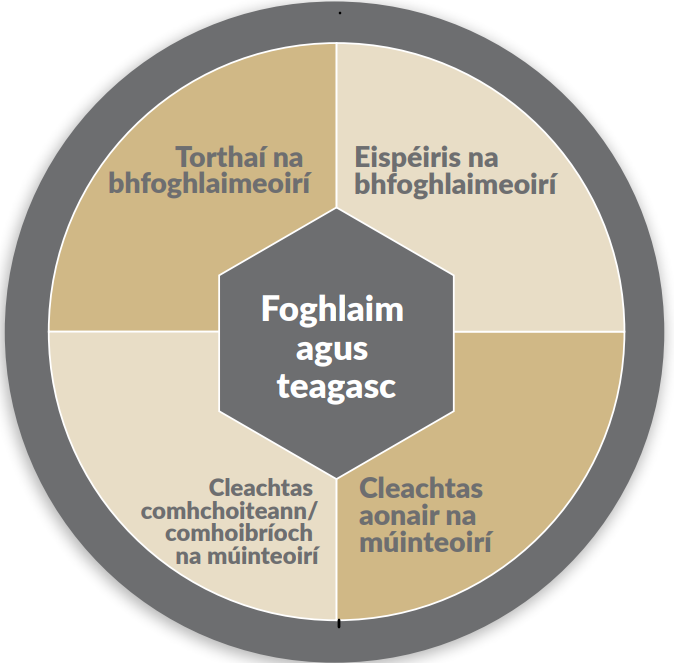 Torthaí na
bhfoghlaimeoirí
Eispéiris na
bhfoghlaimeoirí
Foghlaim
agus
teagasc
Cleachtas
comhchoiteann/
comhoibríoch
na múinteoirí
Cleachtas
aonair na
múinteoirí